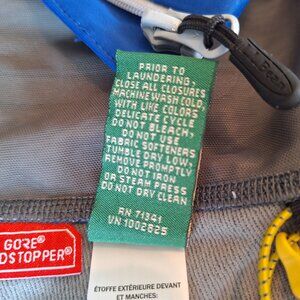 PRIOR TO
LAUNDERING,
CLOSE ALL CLOSURES
MACHINE WASH COLD,
WITH LIKE COLORS
DELICATE CYCLE
DO NOT BLEACH,
DO NOT USE
FABRIC SOFTENERS
TUMBLE DRY LOW,
REMOVE PROMPTLY
DO NOT IRON
OR STEAM PRESS
DO NOT DRY CLEAN
RN 71341
VN 1002825
GORE®
DSTOPPER®
ÉTOFFE EXTÉRIEURE DEVANT
ET MANCHES: